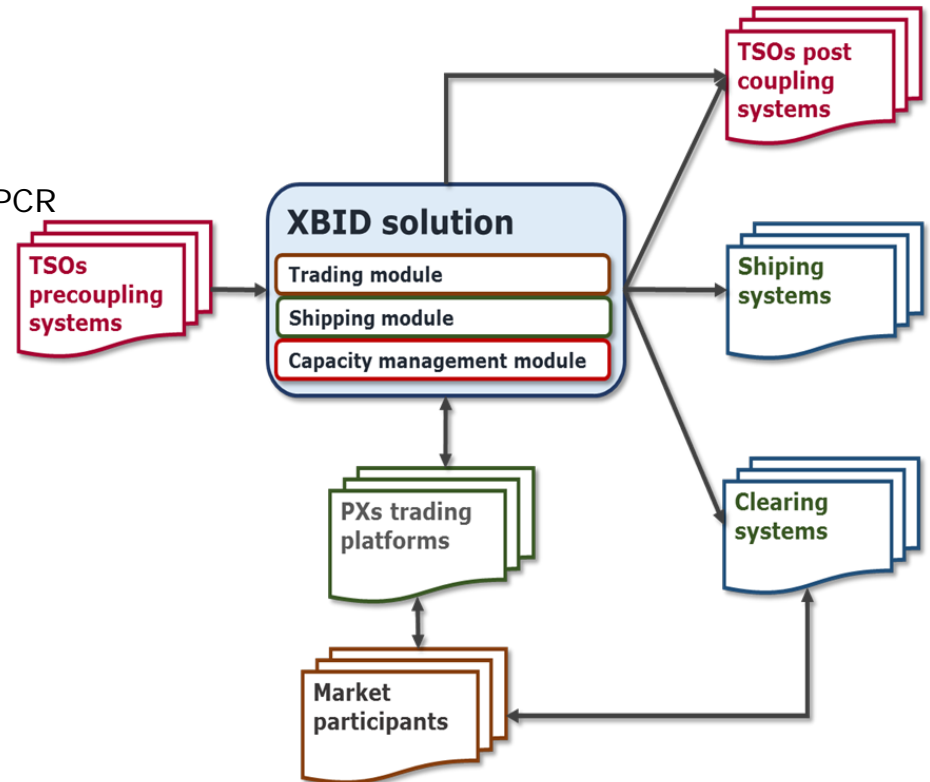 TSOs post
coupling
systems
PCR
XBID solution
TSOs
precoupling
systems
Trading module
Shipping module
Capacity management module
Shiping
systems
PXs trading
platforms
Clearing
systems
Market
participants